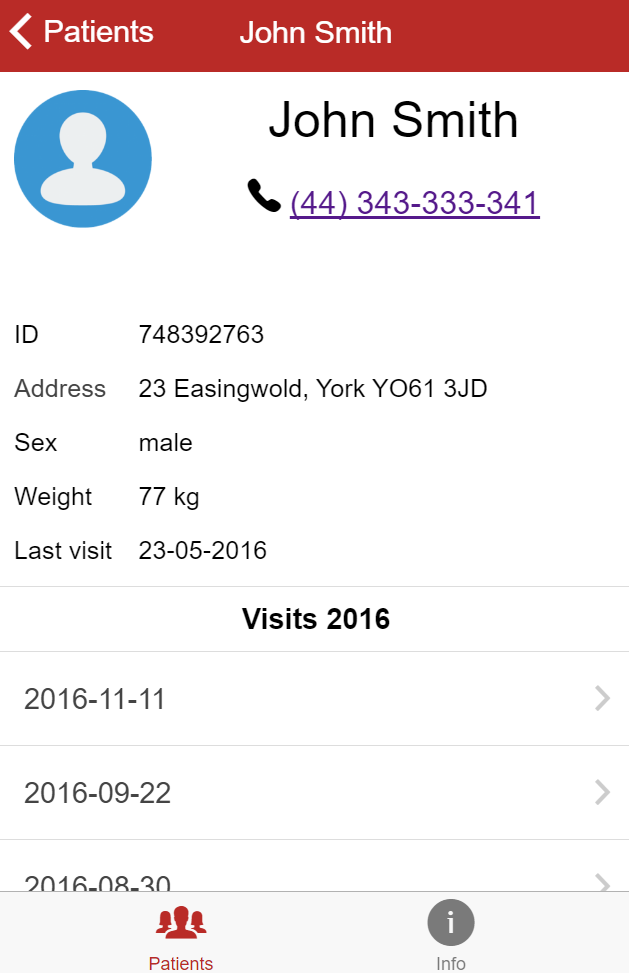 Patients John Smith
John Smith
(44) 343-333-341
ID 748392763
Address 23 Easingwold, York YO61 3JD
Sex male
Weight 77 kg
Last visit 23-05-2016
Visits 2016
2016-11-11
2016-09-22
2016-08-30
i
Patients Info